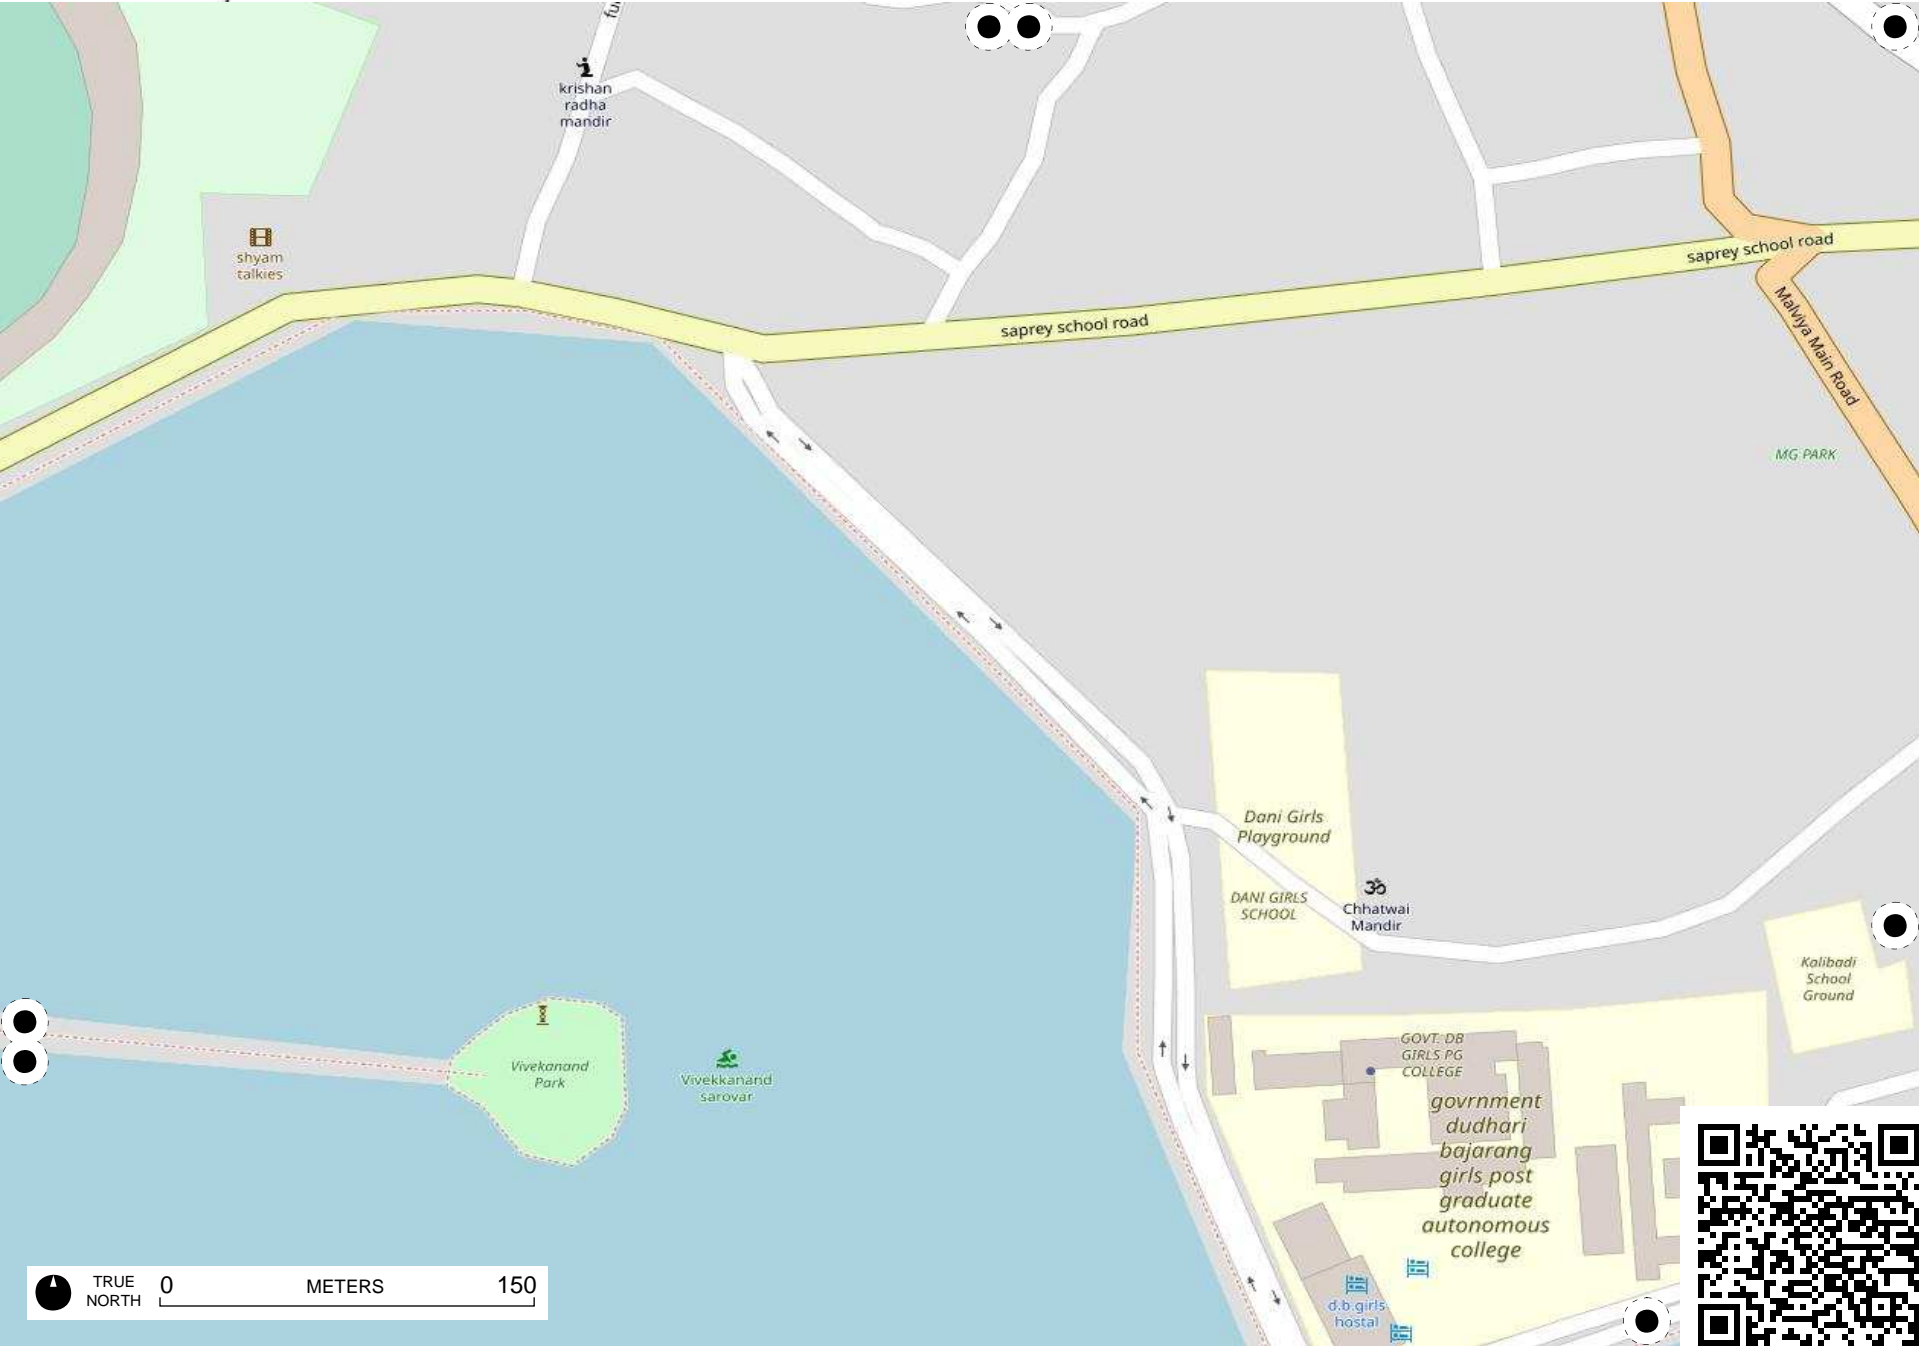 krishan
radha
mandir
shyam
talkies
saprey school road
saprey school road
Malviya Main Road
MG PARK
Dani Girls
Playground
DANI GIRLS
SCHOOL
ॐ
Chhatwai
Mandir
Kalibadi
School
Ground
Vivekanand
Park
Vivekkanand
sarovar
GOVT. DB
GIRLS PG
COLLEGE
govrnment
dudhari
bajarang
girls post
graduate
autonomous
college
d.b.girls
hostal
TRUE
NORTH
0 METERS 150